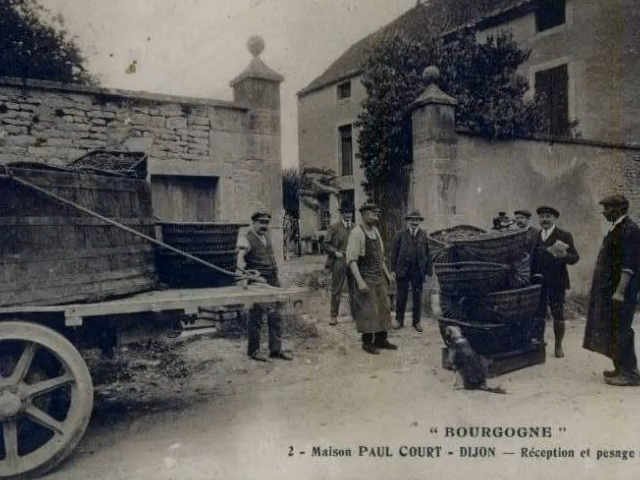 “ BOURGOGNE ”
2 - Maison PAUL COURT - DIJON — Réception et pesage